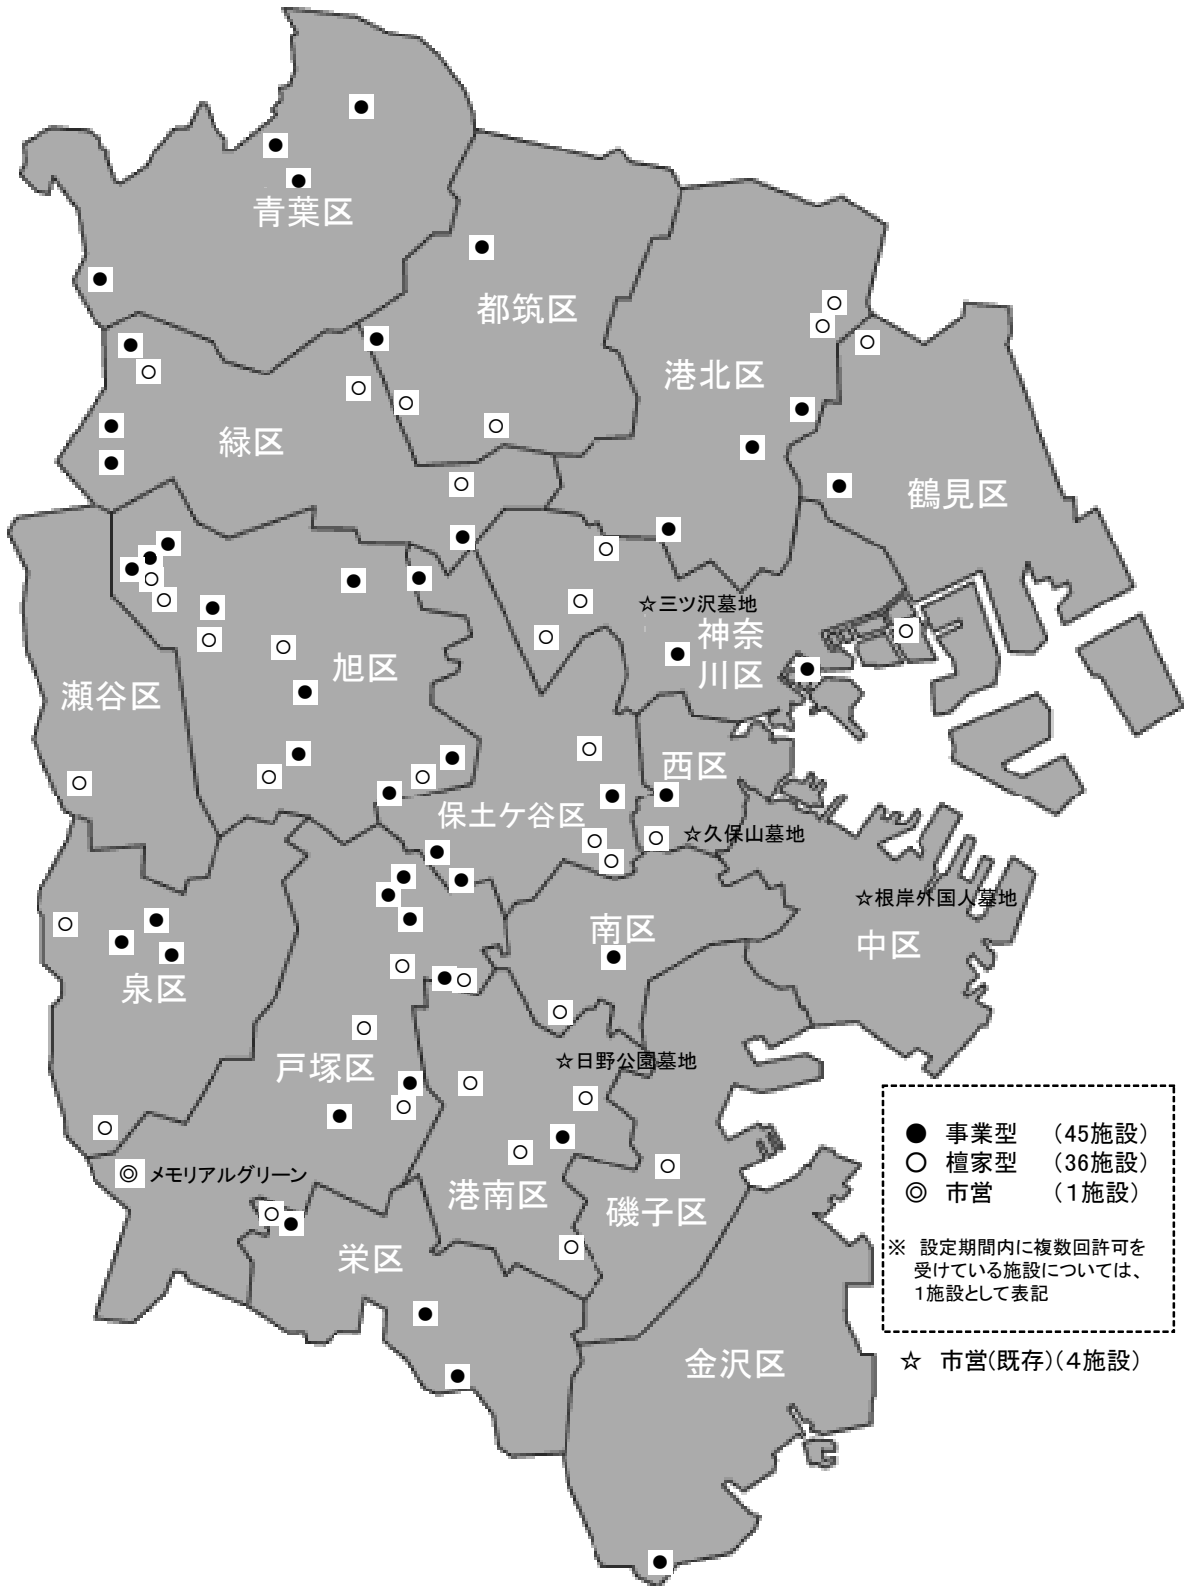 青葉区
都筑区
港北区
緑区
鶴見区
☆三ツ沢墓地
神奈
川区
旭区
瀬谷区
西区
保土ケ谷区
☆久保山墓地
☆根岸外国人墓地
南区
中区
泉区
☆日野公園墓地
戸塚区
◎ メモリアルグリーン
港南区
磯子区
栄区
金沢区
● 事業型 (45施設)
○ 檀家型 (36施設)
◎ 市営 (1施設)
※ 設定期間内に複数回許可を
受けている施設については、
1施設として表記
☆ 市営(既存)(4施設)